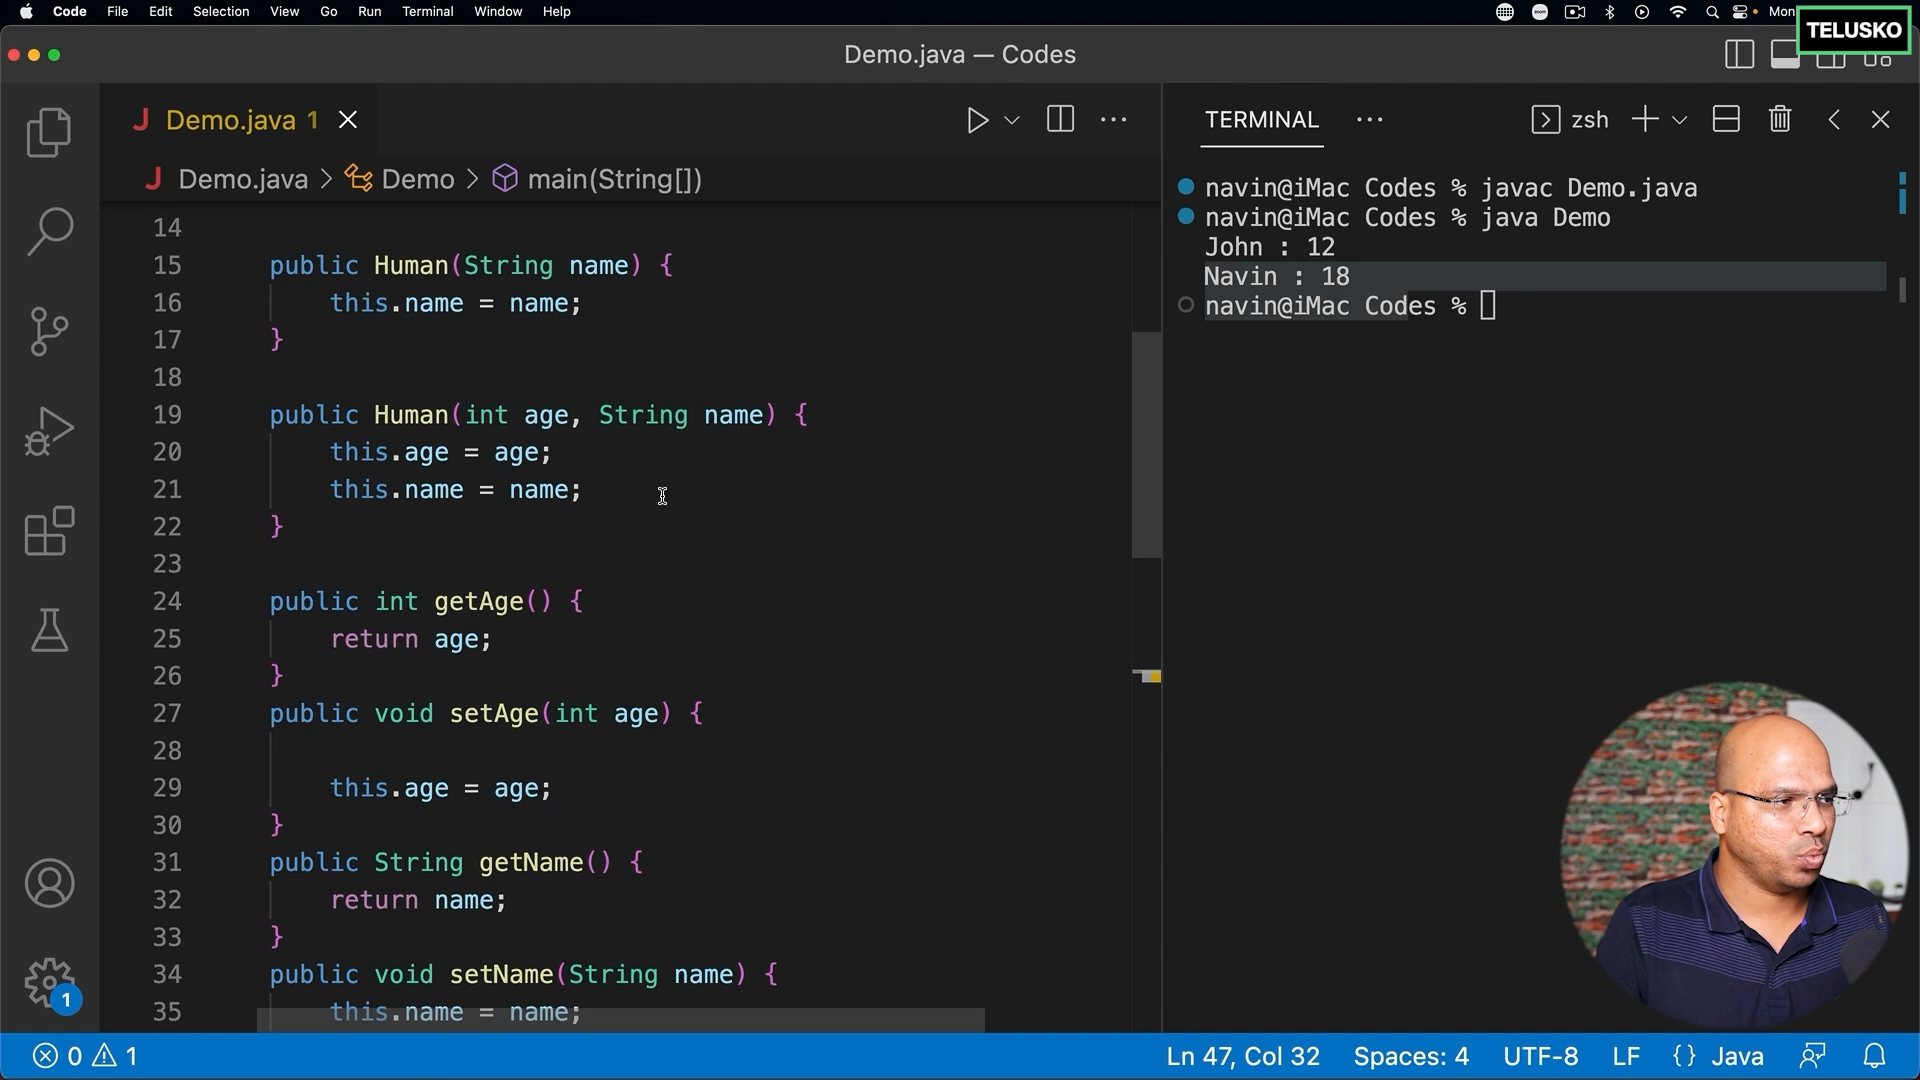 Code File Edit Selection View Go Run Terminal Window Help
zoom
Mon
TELUSKO
Demo.java — Codes
J Demo.java 1
J Demo.java > Demo > main(String[])
14
15 public Human(String name) {
16 this.name = name;
17 }
18
19 public Human(int age, String name) {
20 this.age = age;
21 this.name = name;
22 }
23
24 public int getAge() {
25 return age;
26 }
27 public void setAge(int age) {
28
29 this.age = age;
30 }
31 public String getName() {
32 return name;
33 }
34 public void setName(String name) {
35 this.name = name;
TERMINAL
zsh
navin@iMac Codes % javac Demo.java
navin@iMac Codes % java Demo
John : 12
Navin : 18
navin@iMac Codes %
1
0 1
Ln 47, Col 32 Spaces: 4 UTF-8 LF {} Java